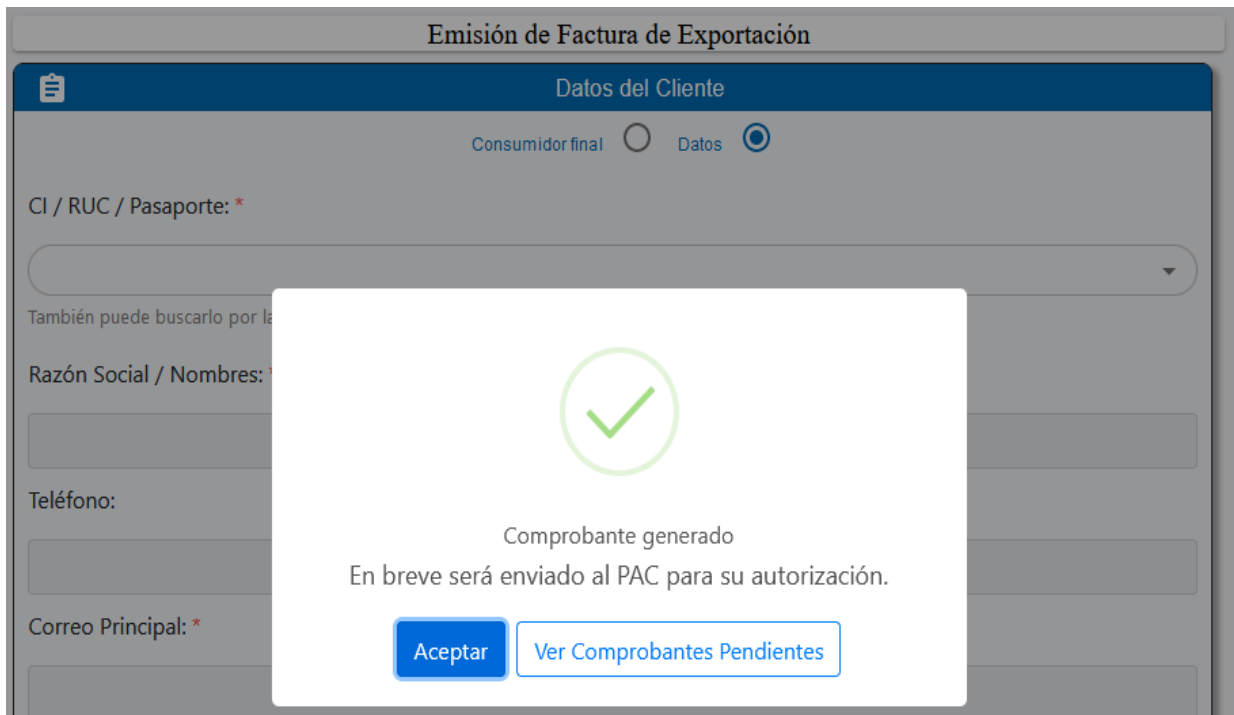 Emisión de Factura de Exportación
Datos del Cliente
Consumidor final Datos
CI / RUC / Pasaporte: *
También puede buscarlo por la
Razón Social / Nombres: *
Teléfono:
Comprobante generado
En breve será enviado al PAC para su autorización.
Correo Principal: *
Aceptar Ver Comprobantes Pendientes